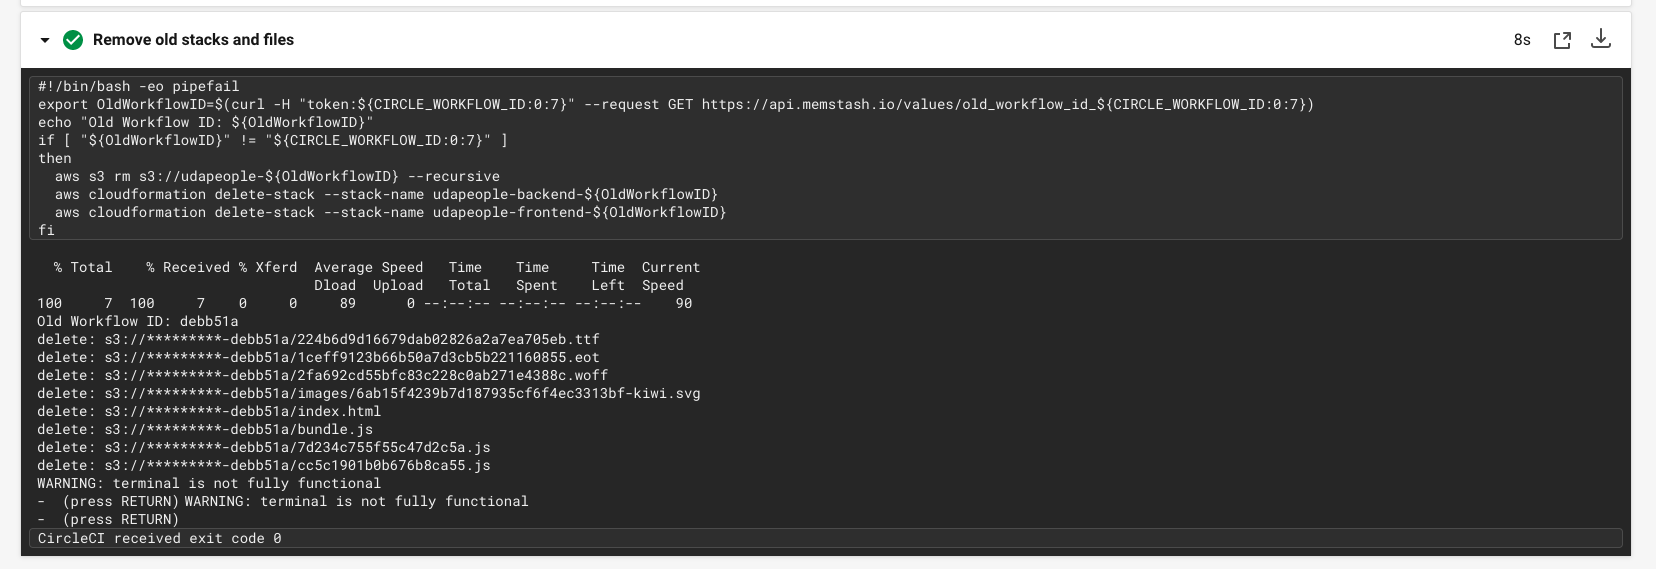 Remove old stacks and files
8s
#!/bin/bash -eo pipefail
export OldWorkflowID=$(curl -H "token:${CIRCLE_WORKFLOW_ID:0:7}" --request GET https://api.memstash.io/values/old_workflow_id_${CIRCLE_WORKFLOW_ID:0:7})
echo "Old Workflow ID: ${OldWorkflowID}"
if [ "${OldWorkflowID}" != "${CIRCLE_WORKFLOW_ID:0:7}" ]
then
  aws s3 rm s3://udapeople-${OldWorkflowID} --recursive
  aws cloudformation delete-stack --stack-name udapeople-backend-${OldWorkflowID}
  aws cloudformation delete-stack --stack-name udapeople-frontend-${OldWorkflowID}
fi
  % Total    % Received % Xferd  Average Speed   Time    Time     Time  Current
                                 Dload  Upload   Total   Spent    Left  Speed
100     7  100     7    0     0     89      0 --:--:-- --:--:-- --:--:--    90
Old Workflow ID: debb51a
delete: s3://*********-debb51a/224b6d9d16679dab02826a2a7ea705eb.ttf
delete: s3://*********-debb51a/1ceff9123b66b50a7d3cb5b221160855.eot
delete: s3://*********-debb51a/2fa692cd55bfc83c228c0ab271e4388c.woff
delete: s3://*********-debb51a/images/6ab15f4239b7d187935cf6f4ec3313bf-kiwi.svg
delete: s3://*********-debb51a/index.html
delete: s3://*********-debb51a/bundle.js
delete: s3://*********-debb51a/7d234c755f55c47d2c5a.js
delete: s3://*********-debb51a/cc5c1901b0b676b8ca55.js
WARNING: terminal is not fully functional
-  (press RETURN) WARNING: terminal is not fully functional
-  (press RETURN)
CircleCI received exit code 0